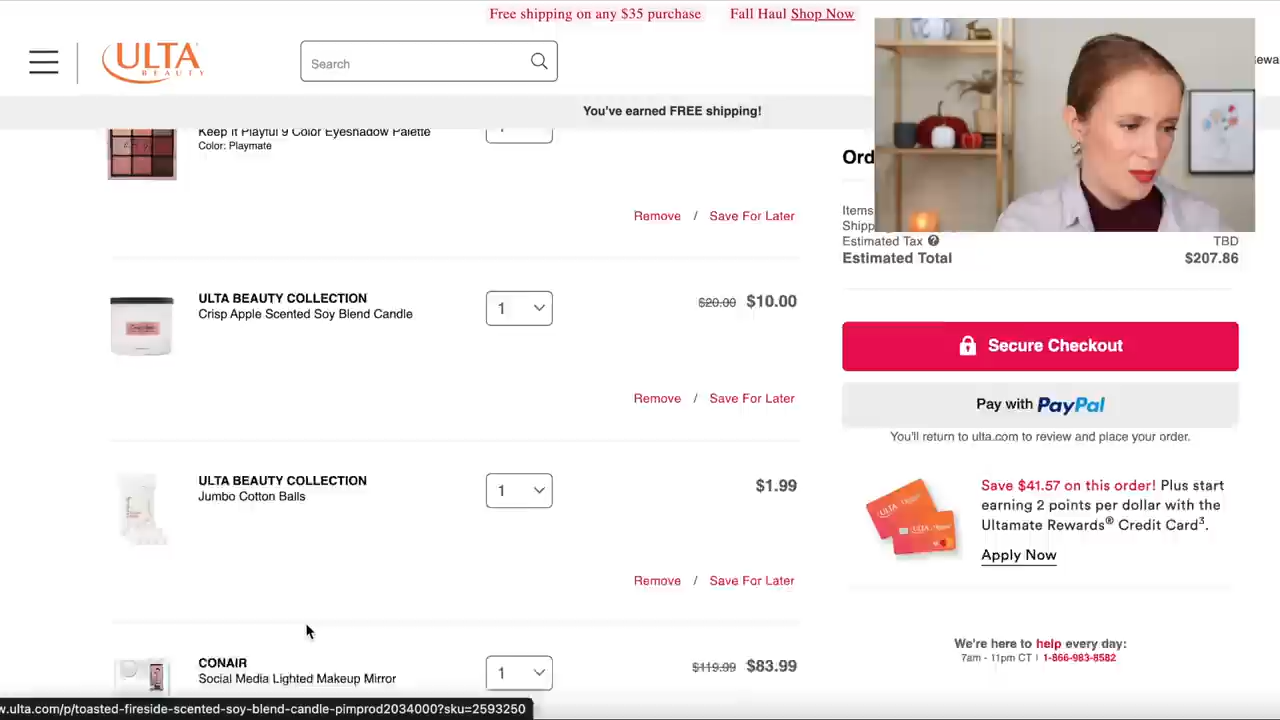 Free shipping on any $35 purchase Fall Haul Shop Now
ULTA
BEAUTY
Search
ewa
You've earned FREE shipping!
Keep It Playful 9 Color Eyeshadow Palette
Color: Playmate
Remove / Save For Later
ULTA BEAUTY COLLECTION
Crisp Apple Scented Soy Blend Candle
1
$20.00 $10.00
Remove / Save For Later
ULTA BEAUTY COLLECTION
Jumbo Cotton Balls
1
$1.99
Remove / Save For Later
CONAIR
Social Media Lighted Makeup Mirror
1
$119.99 $83.99
Ord
Items
Shipp
Estimated Tax TBD
Estimated Total $207.86
Secure Checkout
Pay with PayPal
You'll return to ulta.com to review and place your order.
Save $41.57 on this order! Plus start
earning 2 points per dollar with the
Ultamate Rewards® Credit Card³.
Apply Now
We're here to help every day:
7am - 11pm CT | 1-866-983-8582
w.ulta.com/p/toasted-fireside-scented-soy-blend-candle-pimprod2034000?sku=2593250